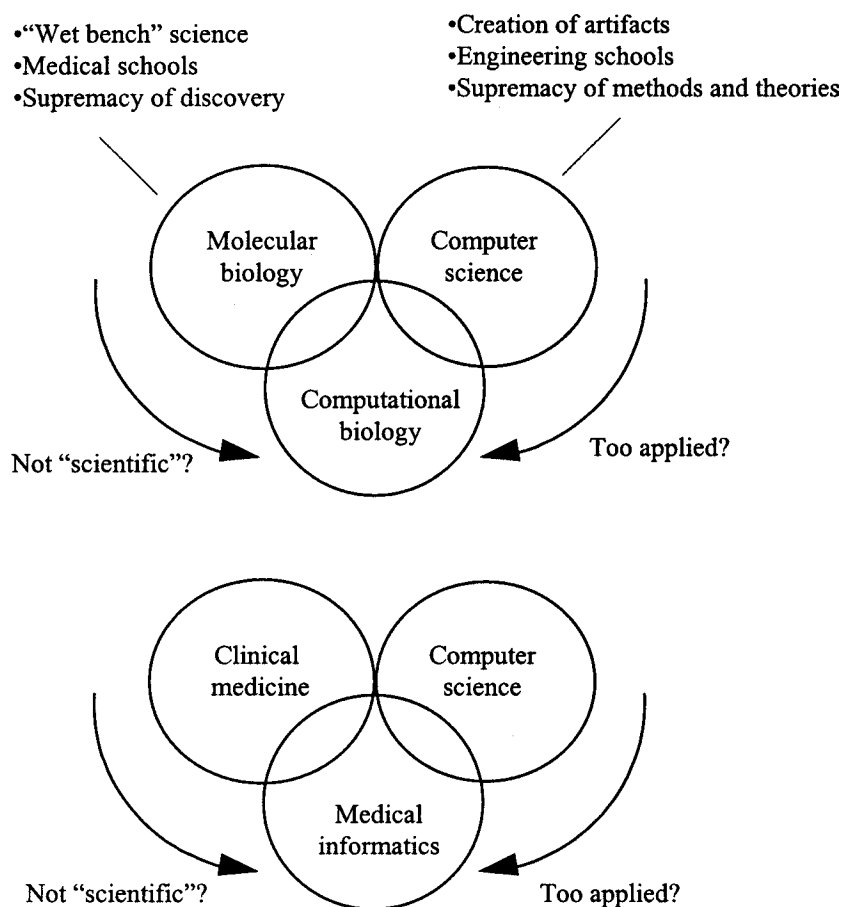 •“Wet bench” science
•Medical schools
•Supremacy of discovery
•Creation of artifacts
•Engineering schools
•Supremacy of methods and theories
Molecular
biology
Computer
science
Computational
biology
Not “scientific”?
Too applied?
Clinical
medicine
Computer
science
Medical
informatics
Not “scientific”?
Too applied?